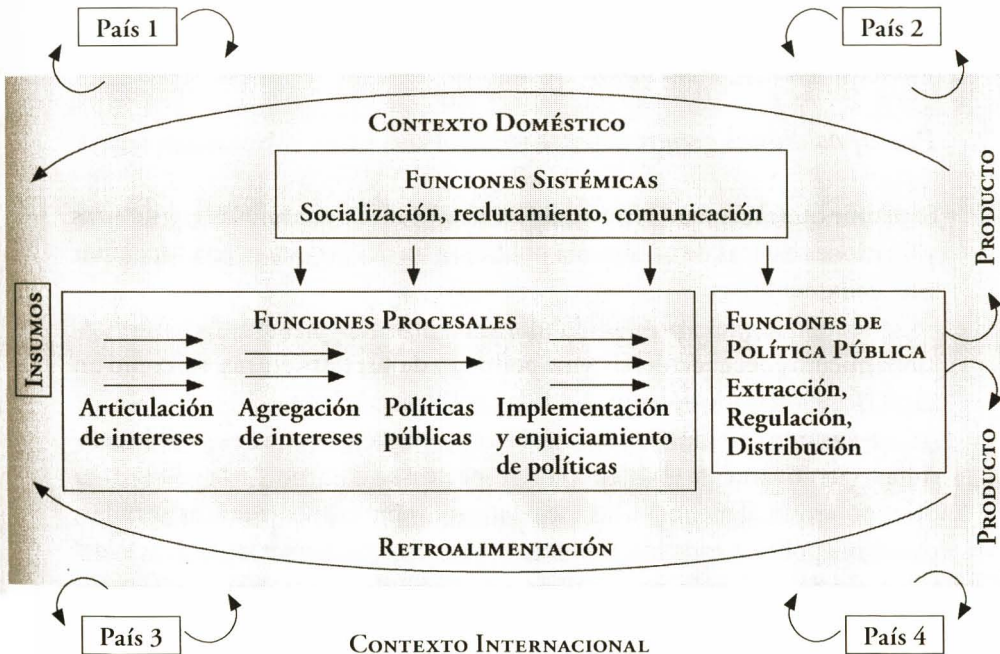 País 1
País 2
CONTEXTO DOMÉSTICO
FUNCIONES SISTÉMICAS
Socialización, reclutamiento, comunicación
PRODUCTO
INSUMOS
FUNCIONES PROCESALES
Articulación
de intereses
Agregación
de intereses
Políticas
públicas
Implementación
y enjuiciamiento
de políticas
FUNCIONES DE
POLÍTICA PÚBLICA
Extracción,
Regulación,
Distribución
PRODUCTO
RETROALIMENTACIÓN
País 3
CONTEXTO INTERNACIONAL
País 4